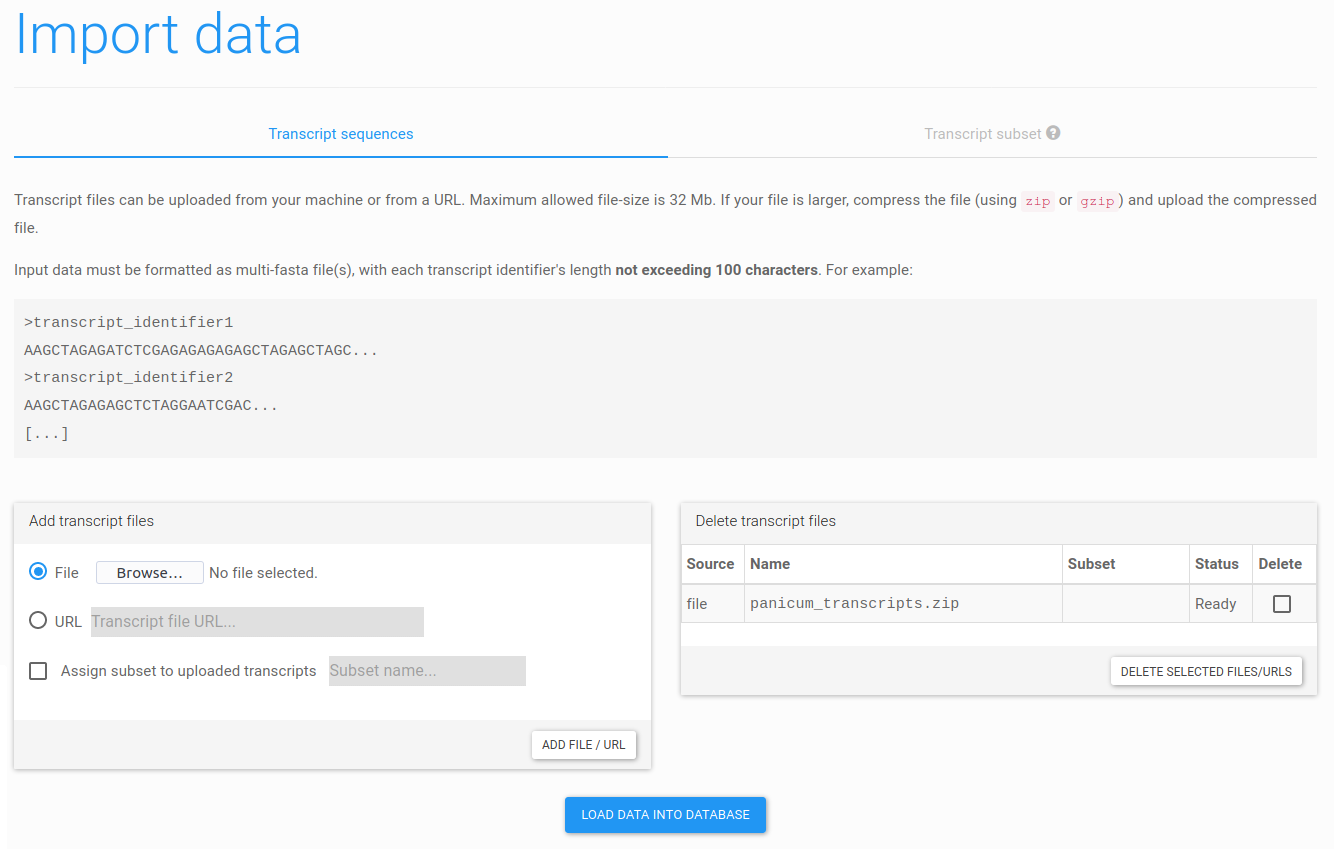 Import data
Transcript sequences
Transcript subset ?
Transcript files can be uploaded from your machine or from a URL. Maximum allowed file-size is 32 Mb. If your file is larger, compress the file (using zip or gzip) and upload the compressed
file.
Input data must be formatted as multi-fasta file(s), with each transcript identifier's length not exceeding 100 characters. For example:
>transcript_identifier1
AAGCTAGAGATCTCGAGAGAGAGAGCTAGAGCTAGC...
>transcript_identifier2
AAGCTAGAGAGCTCTAGGAATCGAC...
[...]
Add transcript files
File Browse... No file selected.
URL Transcript file URL...
Assign subset to uploaded transcripts Subset name...
ADD FILE / URL
Delete transcript files
Source Name Subset Status Delete
file panicum_transcripts.zip Ready
DELETE SELECTED FILES/URLS
LOAD DATA INTO DATABASE